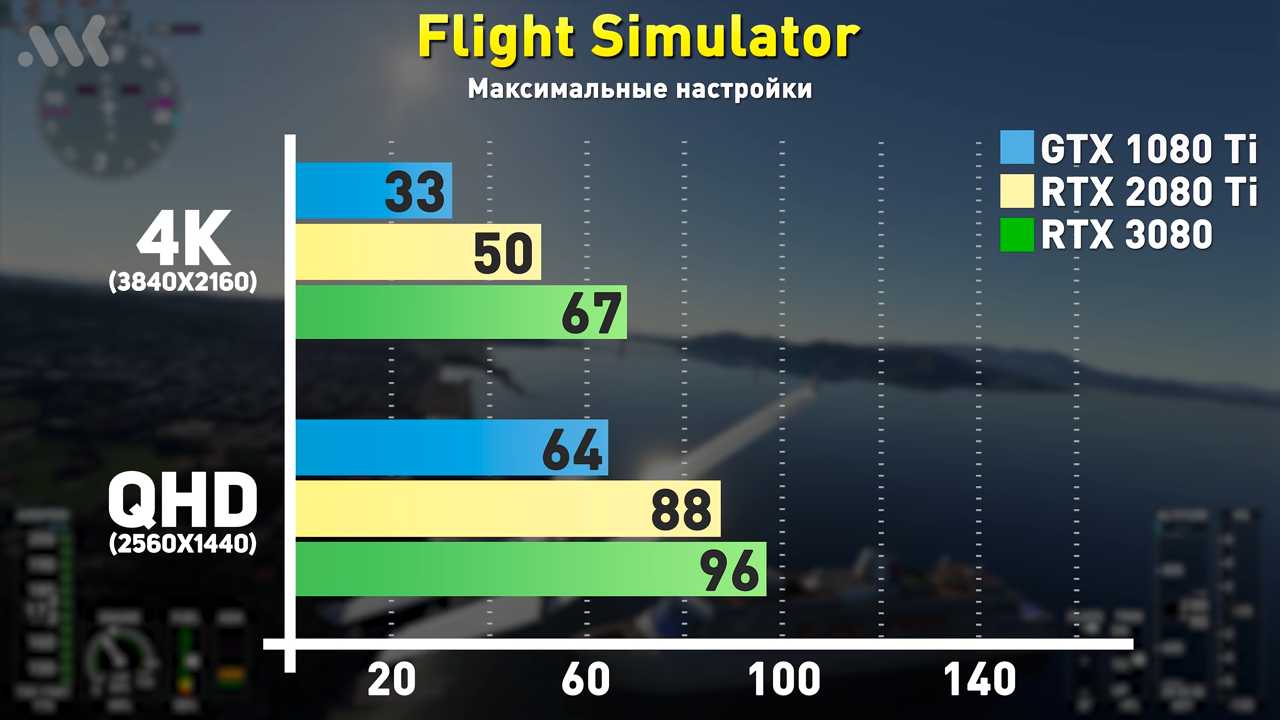 Flight Simulator
Максимальные настройки
GTX 1080 Ti
RTX 2080 Ti
RTX 3080
4K
(3840X2160)
33
50
67
QHD
(2560X1440)
64
88
96
20 60 100 140